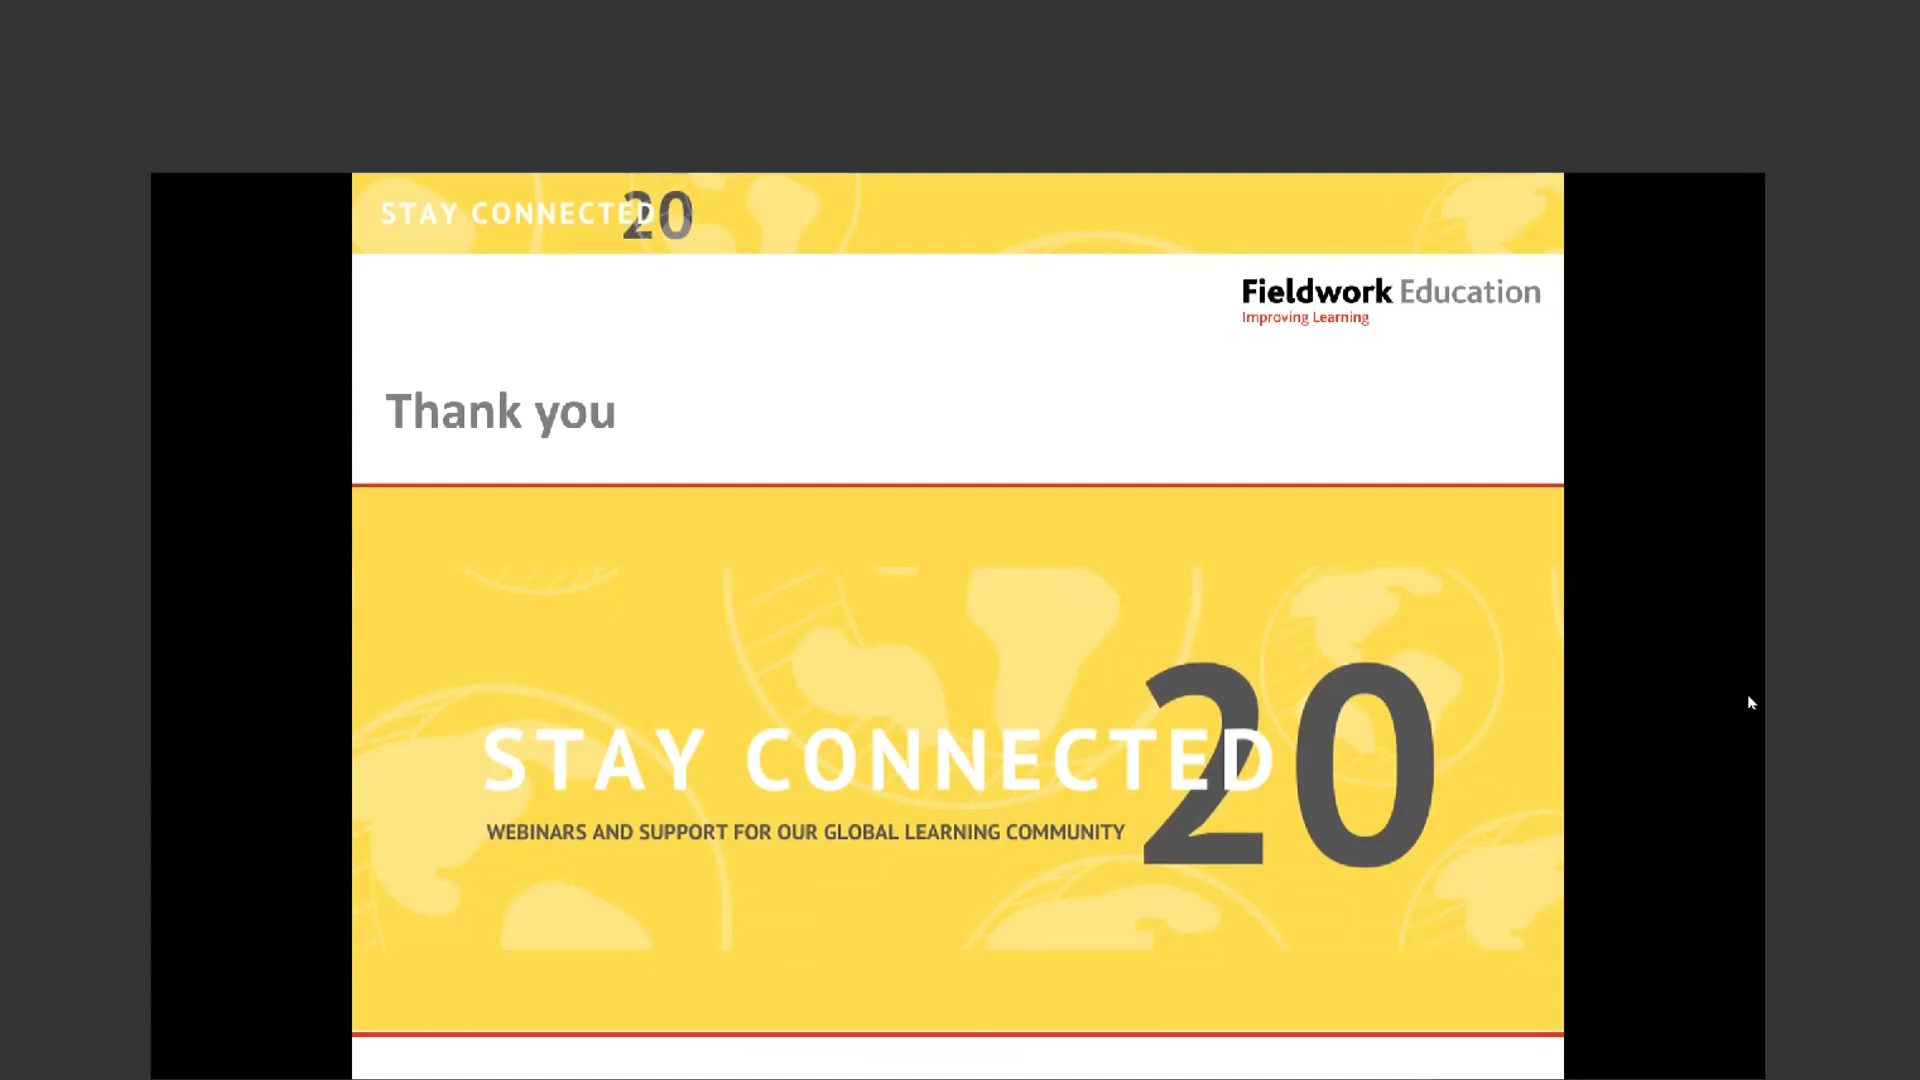 STAY CONNECTED 20
Fieldwork Education
Improving Learning
Thank you
STAY CONNECTED 20
WEBINARS AND SUPPORT FOR OUR GLOBAL LEARNING COMMUNITY